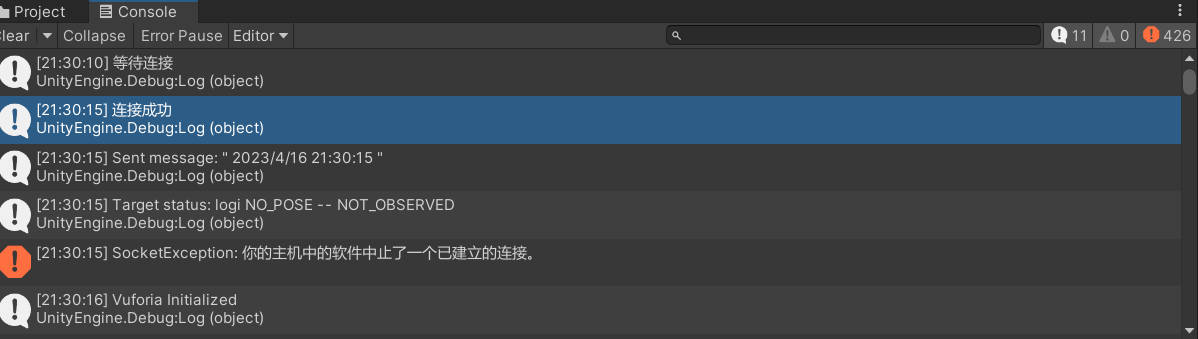 Project
Console
Clear
Collapse
Error Pause
Editor
11
0
426
[21:30:10] 等待连接
UnityEngine.Debug:Log (object)
[21:30:15] 连接成功
UnityEngine.Debug:Log (object)
[21:30:15] Sent message: " 2023/4/16 21:30:15 "
UnityEngine.Debug:Log (object)
[21:30:15] Target status: logi NO_POSE -- NOT_OBSERVED
UnityEngine.Debug:Log (object)
[21:30:15] SocketException: 你的主机中的软件中止了一个已建立的连接。
[21:30:16] Vuforia Initialized
UnityEngine.Debug:Log (object)